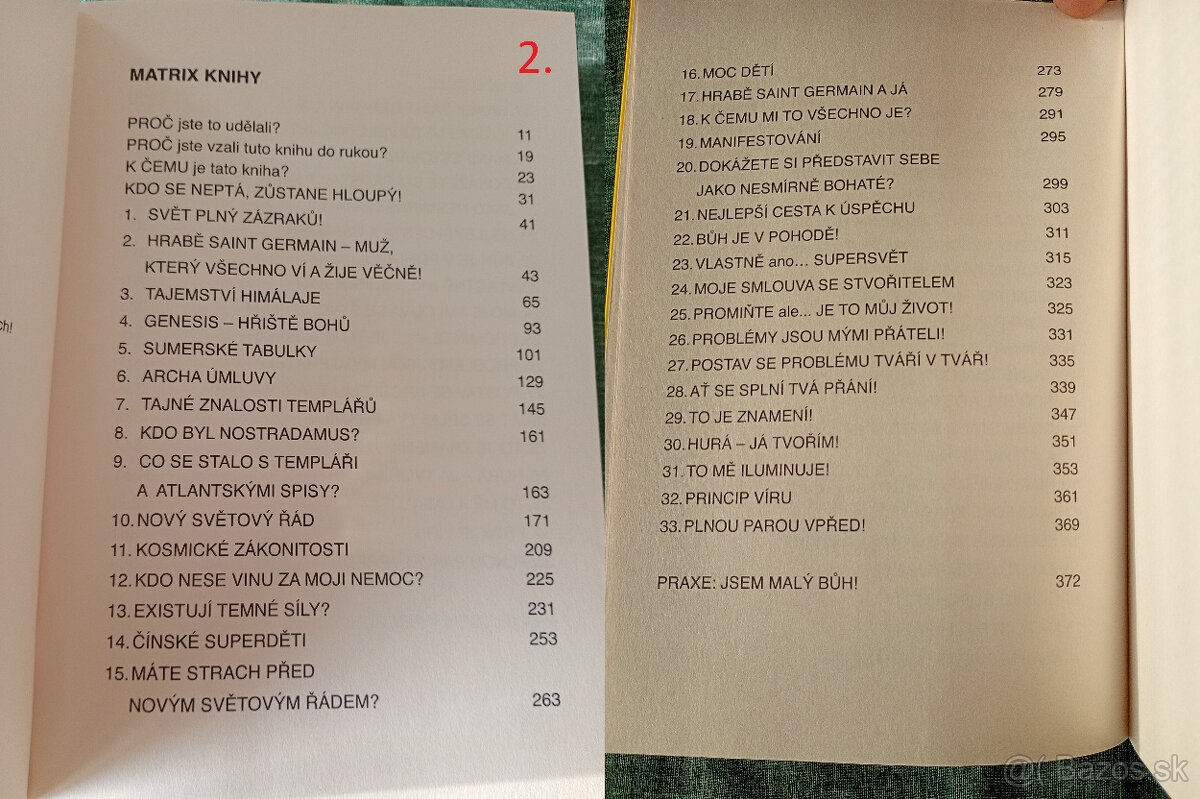 2.
MATRIX KNIHY
PROČ jste to udělali? 11
PROČ jste vzali tuto knihu do rukou? 19
K ČEMU je tato kniha? 23
KDO SE NEPTÁ, ZŮSTANE HLOUPÝ! 31
1. SVĚT PLNÝ ZÁZRAKŮ! 41
2. HRABĚ SAINT GERMAIN – MUŽ,
KTERÝ VŠECHNO VÍ A ŽIJE VĚČNĚ! 43
3. TAJEMSTVÍ HIMÁLAJE 65
4. GENESIS – HŘIŠTĚ BOHŮ 93
5. SUMERSKÉ TABULKY 101
6. ARCHA ÚMLUVY 129
7. TAJNÉ ZNALOSTI TEMPLÁŘŮ 145
8. KDO BYL NOSTRADAMUS? 161
9. CO SE STALO S TEMPLÁŘI
A ATLANTSKÝMI SPISY? 163
10. NOVÝ SVĚTOVÝ ŘÁD 171
11. KOSMICKÉ ZÁKONITOSTI 209
12. KDO NESE VINU ZA MOJI NEMOC? 225
13. EXISTUJÍ TEMNÉ SÍLY? 231
14. ČÍNSKÉ SUPERDĚTI 253
15. MÁTE STRACH PŘED
NOVÝM SVĚTOVÝM ŘÁDEM? 263
16. MOC DĚTÍ 273
17. HRABĚ SAINT GERMAIN A JÁ 279
18. K ČEMU MI TO VŠECHNO JE? 291
19. MANIFESTOVÁNÍ 295
20. DOKÁŽETE SI PŘEDSTAVIT SEBE
JAKO NESMÍRNĚ BOHATÉ? 299
21. NEJLEPŠÍ CESTA K ÚSPĚCHU 303
22. BŮH JE V POHODĚ! 311
23. VLASTNĚ ano... SUPERSVĚT 315
24. MOJE SMLOUVA SE STVOŘITELEM 323
25. PROMIŇTE ale... JE TO MŮJ ŽIVOT! 325
26. PROBLÉMY JSOU MÝMI PŘÁTELI! 331
27. POSTAV SE PROBLÉMU TVÁŘÍ V TVÁŘ! 335
28. AŤ SE SPLNÍ TVÁ PŘÁNÍ! 339
29. TO JE ZNAMENÍ! 347
30. HURÁ – JÁ TVOŘÍM! 351
31. TO MĚ ILUMINUJE! 353
32. PRINCIP VÍRU 361
33. PLNOU PAROU VPŘED! 369
PRAXE: JSEM MALÝ BŮH! 372
Bazos.sk